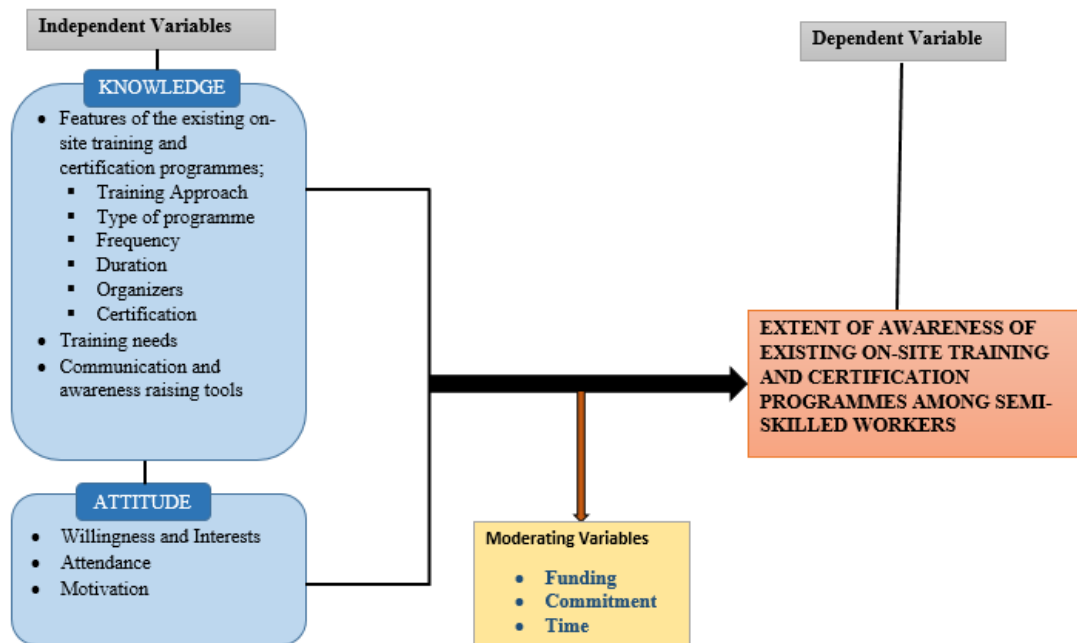 Independent Variables
Dependent Variable
KNOWLEDGE
● Features of the existing on-
site training and
certification programmes;
▪ Training Approach
▪ Type of programme
▪ Frequency
▪ Duration
▪ Organizers
▪ Certification
● Training needs
● Communication and
awareness raising tools
EXTENT OF AWARENESS OF
EXISTING ON-SITE TRAINING
AND CERTIFICATION
PROGRAMMES AMONG SEMI-
SKILLED WORKERS
ATTITUDE
● Willingness and Interests
● Attendance
● Motivation
Moderating Variables
● Funding
● Commitment
● Time